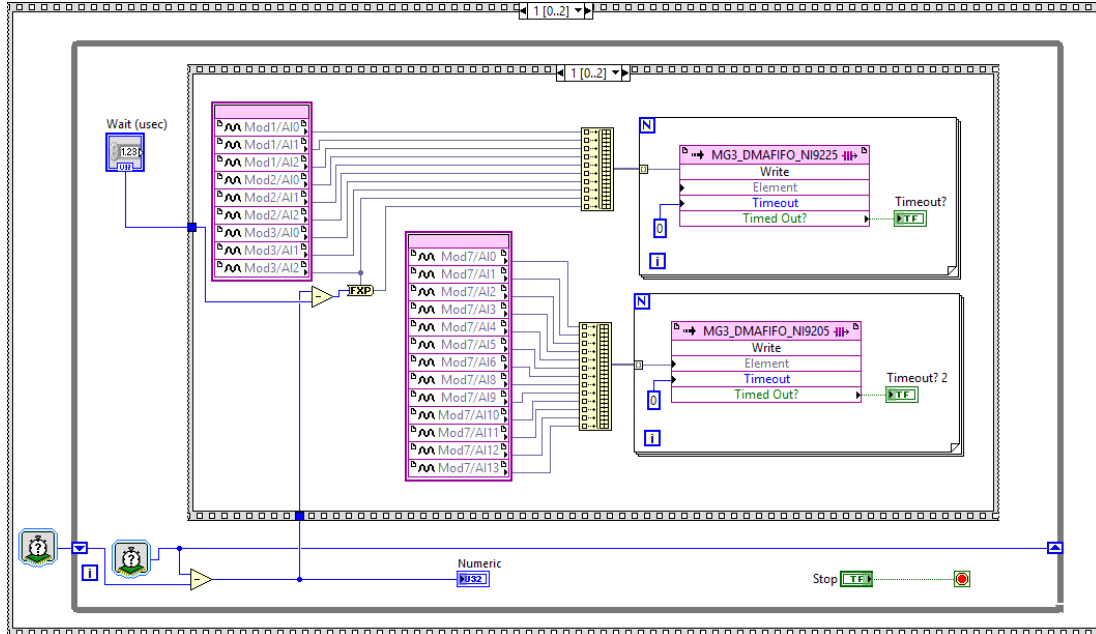 1 [0..2]
1 [0..2]
Wait (usec)
1.23
U32
Mod1/AI0
Mod1/AI1
Mod1/AI2
Mod2/AI0
Mod2/AI1
Mod2/AI2
Mod3/AI0
Mod3/AI1
Mod3/AI2
FXP
N
MG3_DMAFIFO_NI9225
Write
Element
Timeout
Timed Out?
0
i
Timeout?
TF
Mod7/AI0
Mod7/AI1
Mod7/AI2
Mod7/AI3
Mod7/AI4
Mod7/AI5
Mod7/AI6
Mod7/AI8
Mod7/AI9
Mod7/AI10
Mod7/AI11
Mod7/AI12
Mod7/AI13
N
MG3_DMAFIFO_NI9205
Write
Element
Timeout
Timed Out?
0
i
Timeout? 2
TF
?
?
i
Numeric
U32
Stop
TF